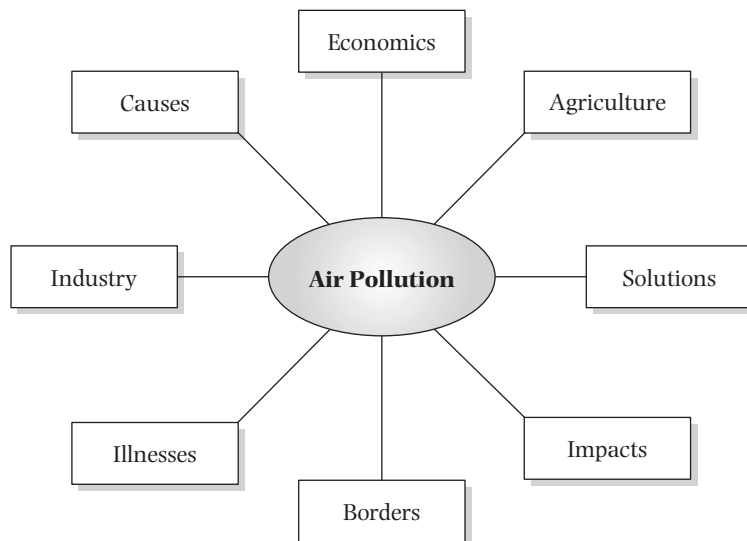 Economics
Causes
Agriculture
Industry
Air Pollution
Solutions
Illnesses
Impacts
Borders